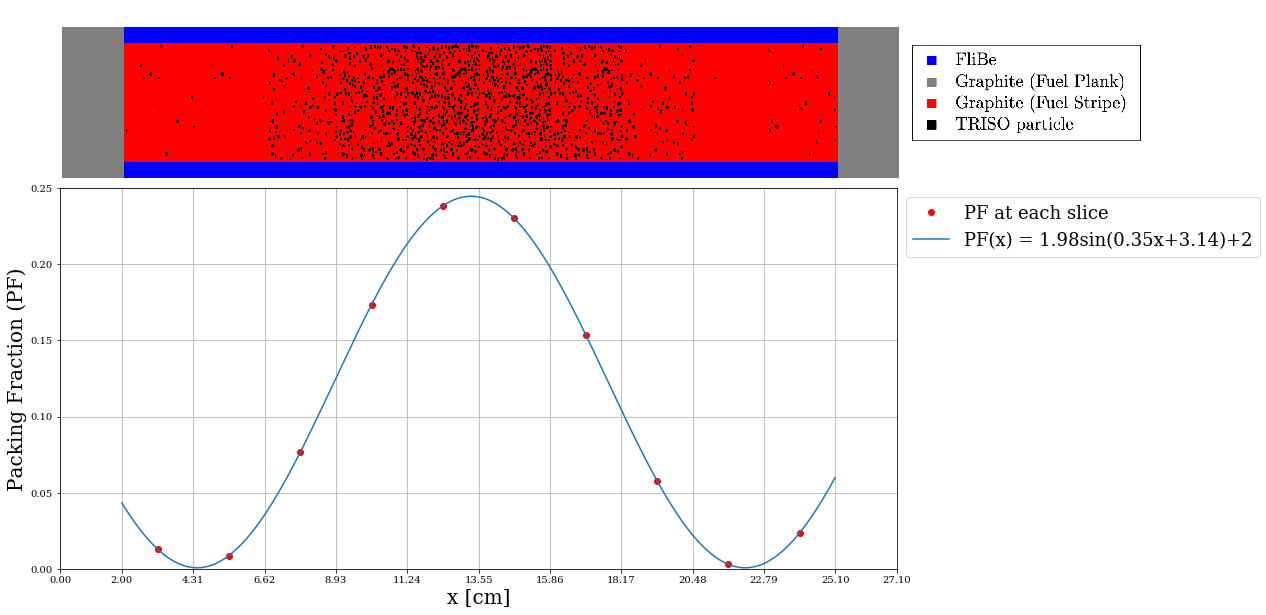 FliBe
Graphite (Fuel Plank)
Graphite (Fuel Stripe)
TRISO particle
PF at each slice
PF(x) = 1.98sin(0.35x+3.14)+2
Packing Fraction (PF)
0.25
0.20
0.15
0.10
0.05
0.00
0.00 2.00 4.31 6.62 8.93 11.24 13.55 15.86 18.17 20.48 22.79 25.10 27.10
x [cm]